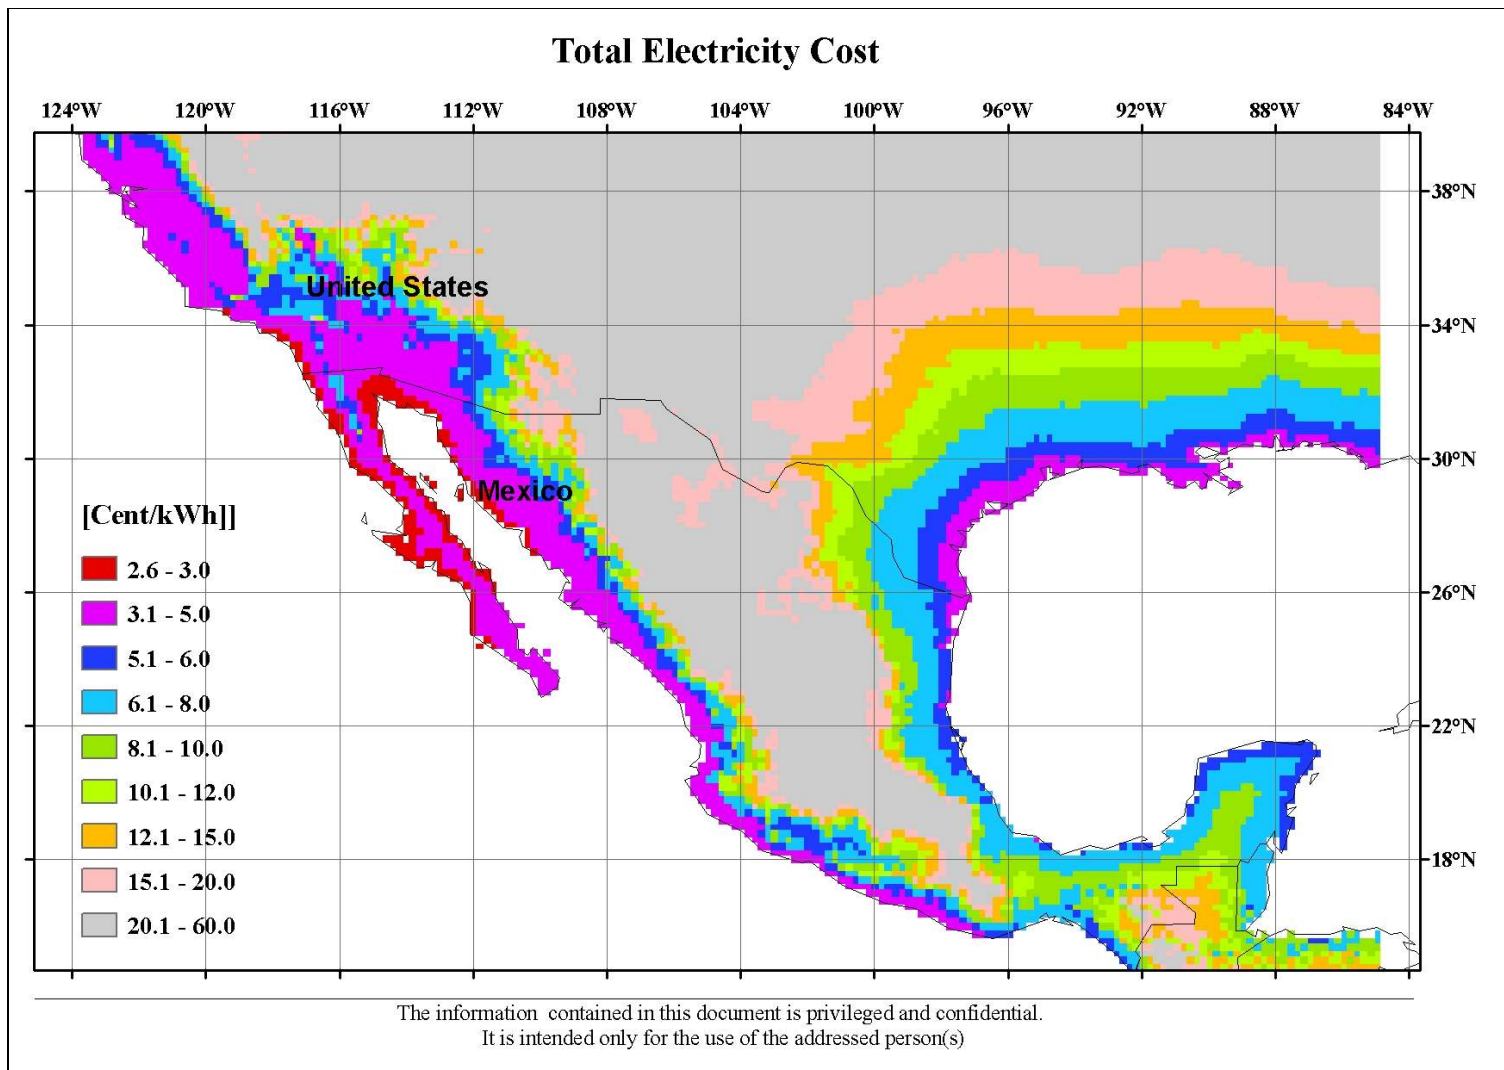 Total Electricity Cost
124°W 120°W 116°W 112°W 108°W 104°W 100°W 96°W 92°W 88°W 84°W
38°N
United States
34°N
30°N
Mexico
[Cent/kWh]]
2.6 - 3.0
26°N
3.1 - 5.0
5.1 - 6.0
6.1 - 8.0
22°N
8.1 - 10.0
10.1 - 12.0
12.1 - 15.0
18°N
15.1 - 20.0
20.1 - 60.0
The information contained in this document is privileged and confidential.
It is intended only for the use of the addressed person(s)